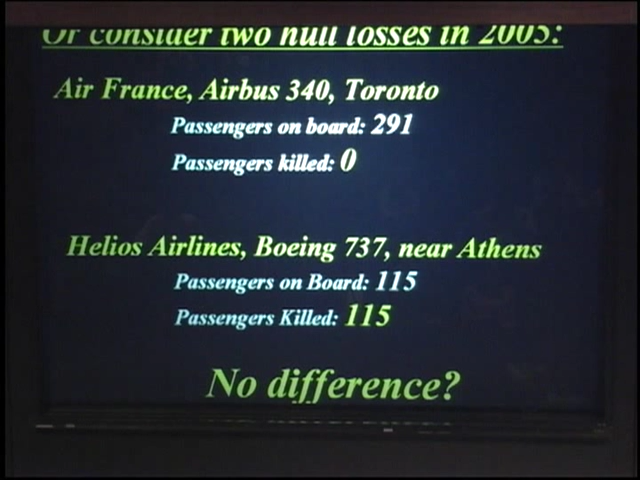 Or consider two hull losses in 2005:
Air France, Airbus 340, Toronto
Passengers on board: 291
Passengers killed: 0
Helios Airlines, Boeing 737, near Athens
Passengers on Board: 115
Passengers Killed: 115
No difference?